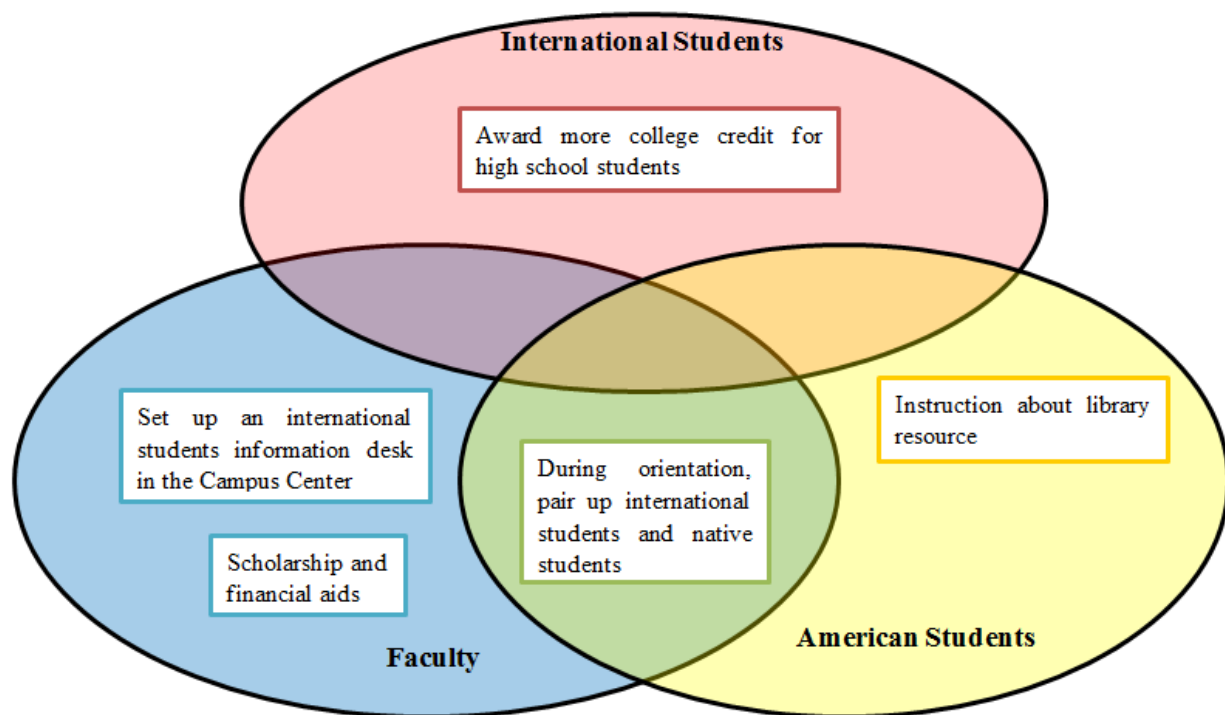 International Students
Award more college credit for
high school students
Set up an international
students information desk
in the Campus Center
Instruction about library
resource
During orientation,
pair up international
students and native
students
Scholarship and
financial aids
Faculty
American Students